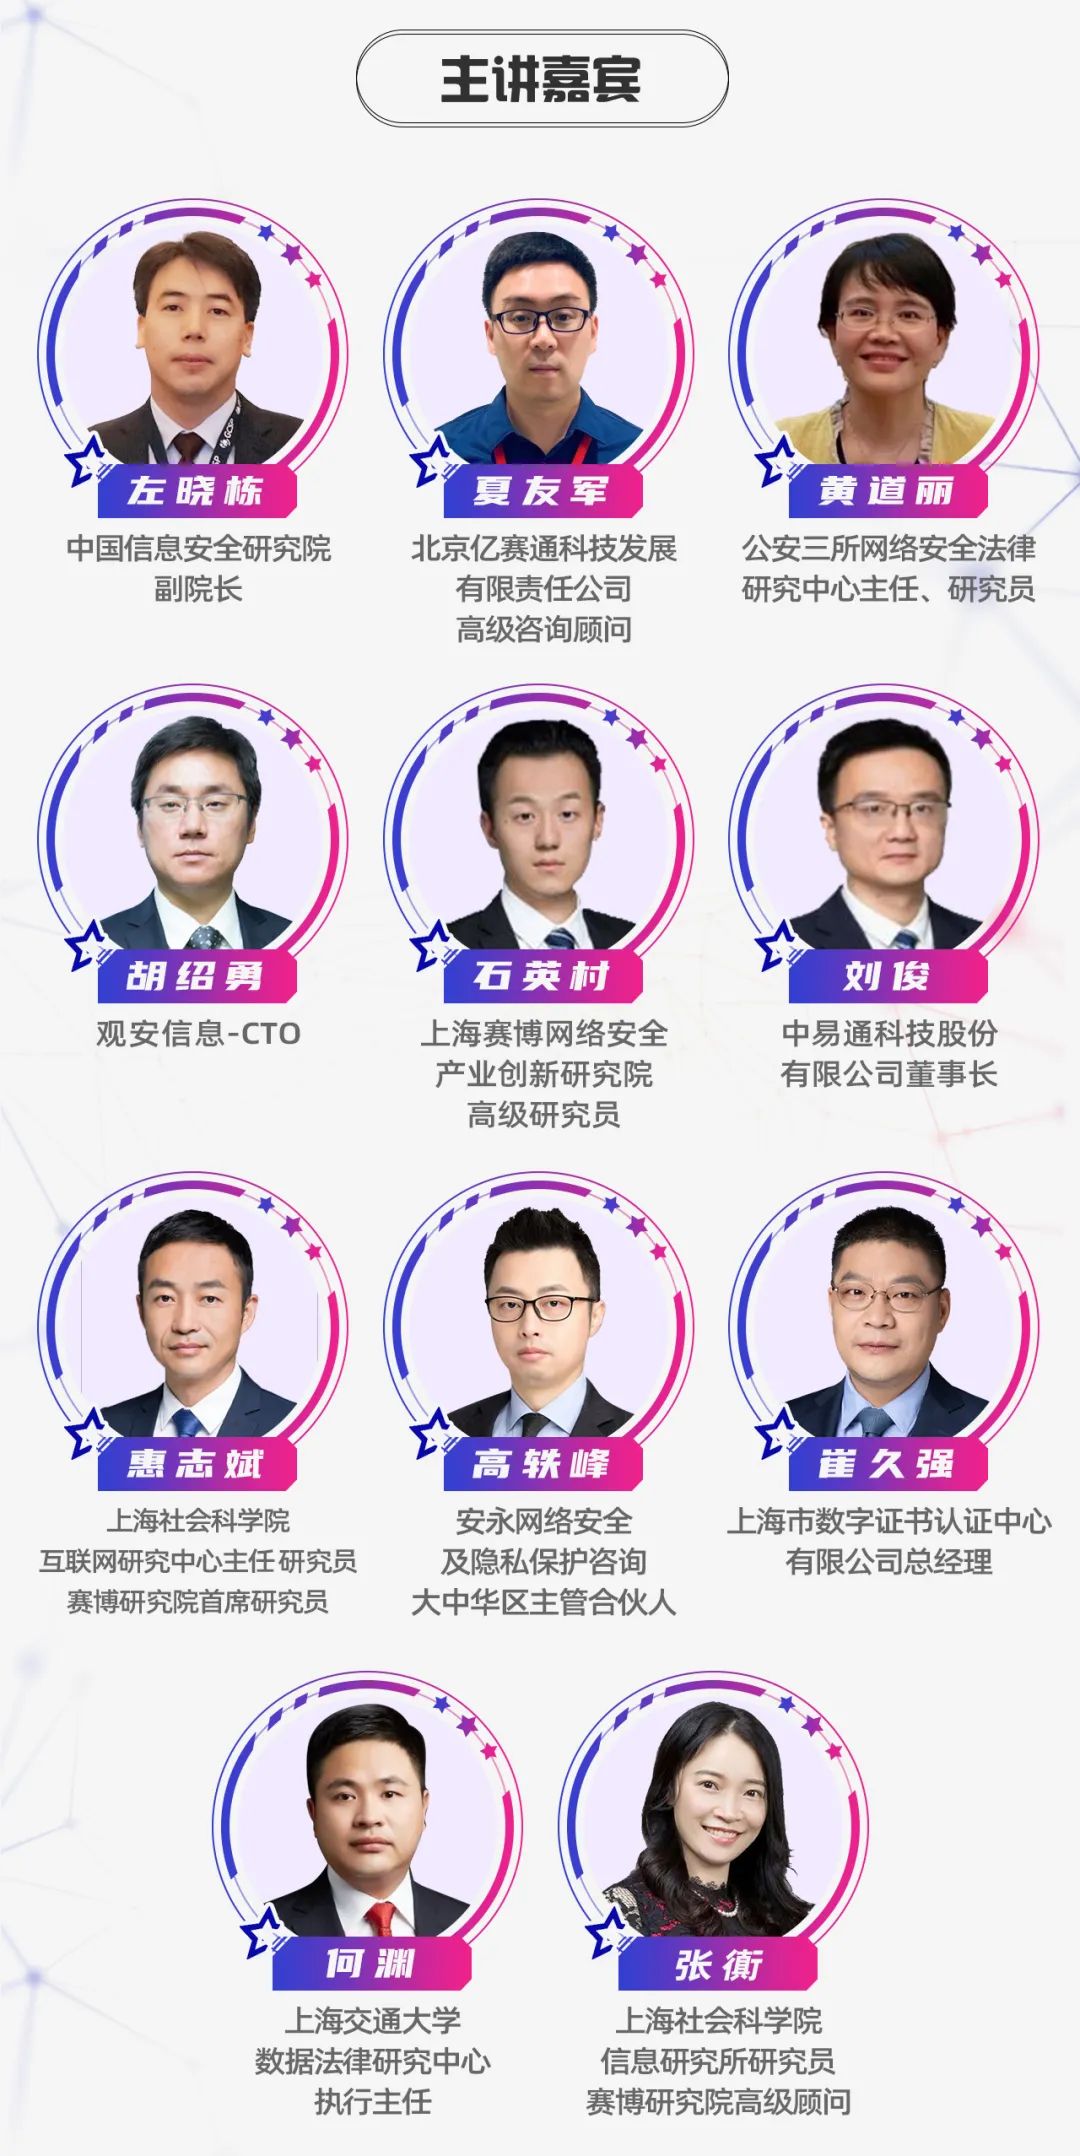 主讲嘉宾
左晓栋
中国信息安全研究院
副院长
夏友军
北京亿赛通科技发展
有限责任公司
高级咨询顾问
黄道丽
公安三所网络安全法律
研究中心主任、研究员
胡绍勇
观安信息-CTO
石英村
上海赛博网络安全
产业创新研究院
高级研究员
刘俊
中易通科技股份
有限公司董事长
惠志斌
上海社会科学院
互联网研究中心主任 研究员
赛博研究院首席研究员
高轶峰
安永网络安全
及隐私保护咨询
大中华区主管合伙人
崔久强
上海市数字证书认证中心
有限公司总经理
何渊
上海交通大学
数据法律研究中心
执行主任
张衠
上海社会科学院
信息研究所研究员
赛博研究院高级顾问